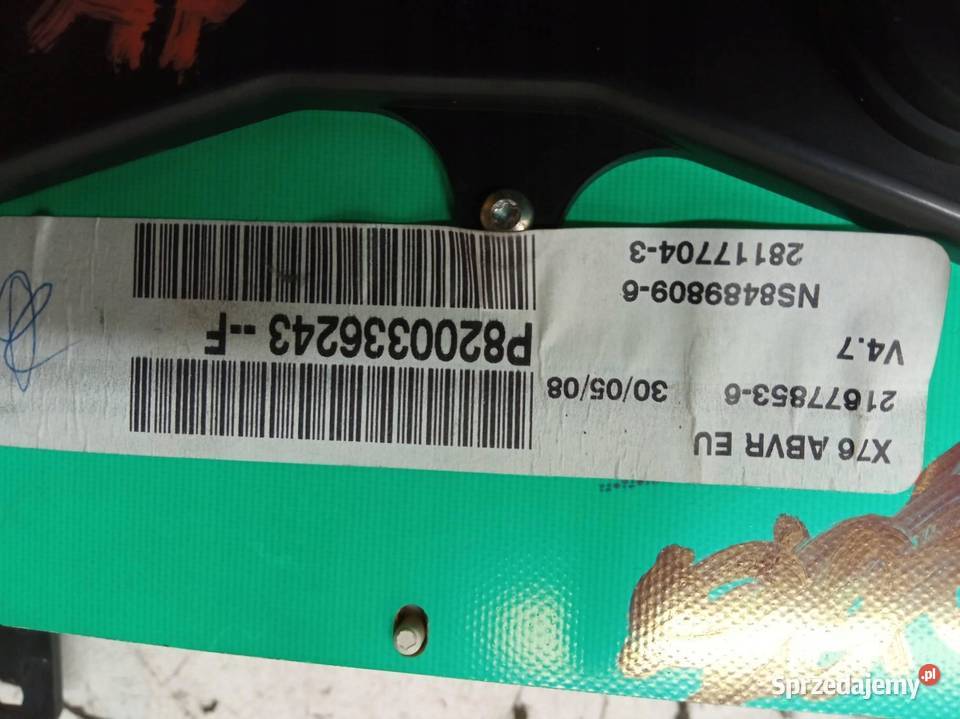 X76 ABVR EU
21677853-6 30/05/08
V4.7
P8200336243 --F
NS8489809-6
28117704-3
Sprzedajemy.pl